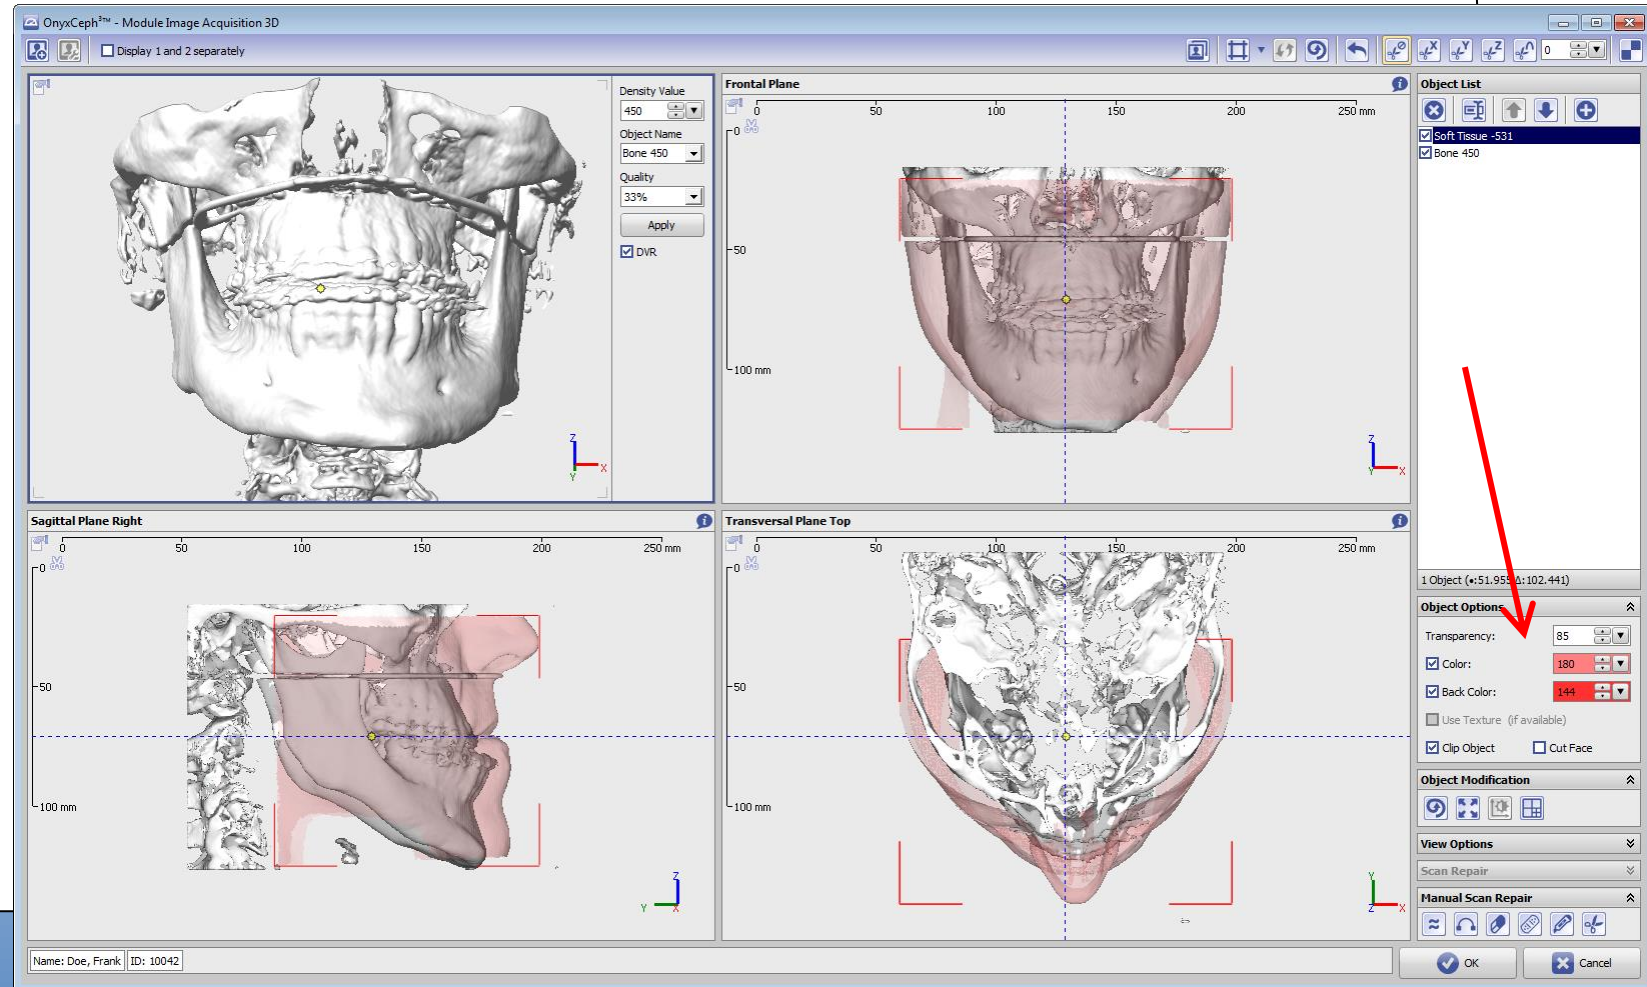 OnyxCeph³™ - Module Image Acquisition 3D
Display 1 and 2 separately
X Y Z 0
Density Value
450
Object Name
Bone 450
Quality
33%
Apply
DVR
Z
X
Y
Frontal Plane
0 50 100 150 200 250 mm
0
50
100 mm
Z
Y X
Sagittal Plane Right
0 50 100 150 200 250 mm
0
50
100 mm
Z
Y X
Transversal Plane Top
0 50 100 150 200 250 mm
0
50
100 mm
Y
Z X
Object List
Soft Tissue -531
Bone 450
1 Object (•:51.955 Δ:102.441)
Object Options
Transparency: 85
Color: 180
Back Color: 144
Use Texture (if available)
Clip Object Cut Face
Object Modification
View Options
Scan Repair
Manual Scan Repair
Name: Doe, Frank ID: 10042
OK Cancel